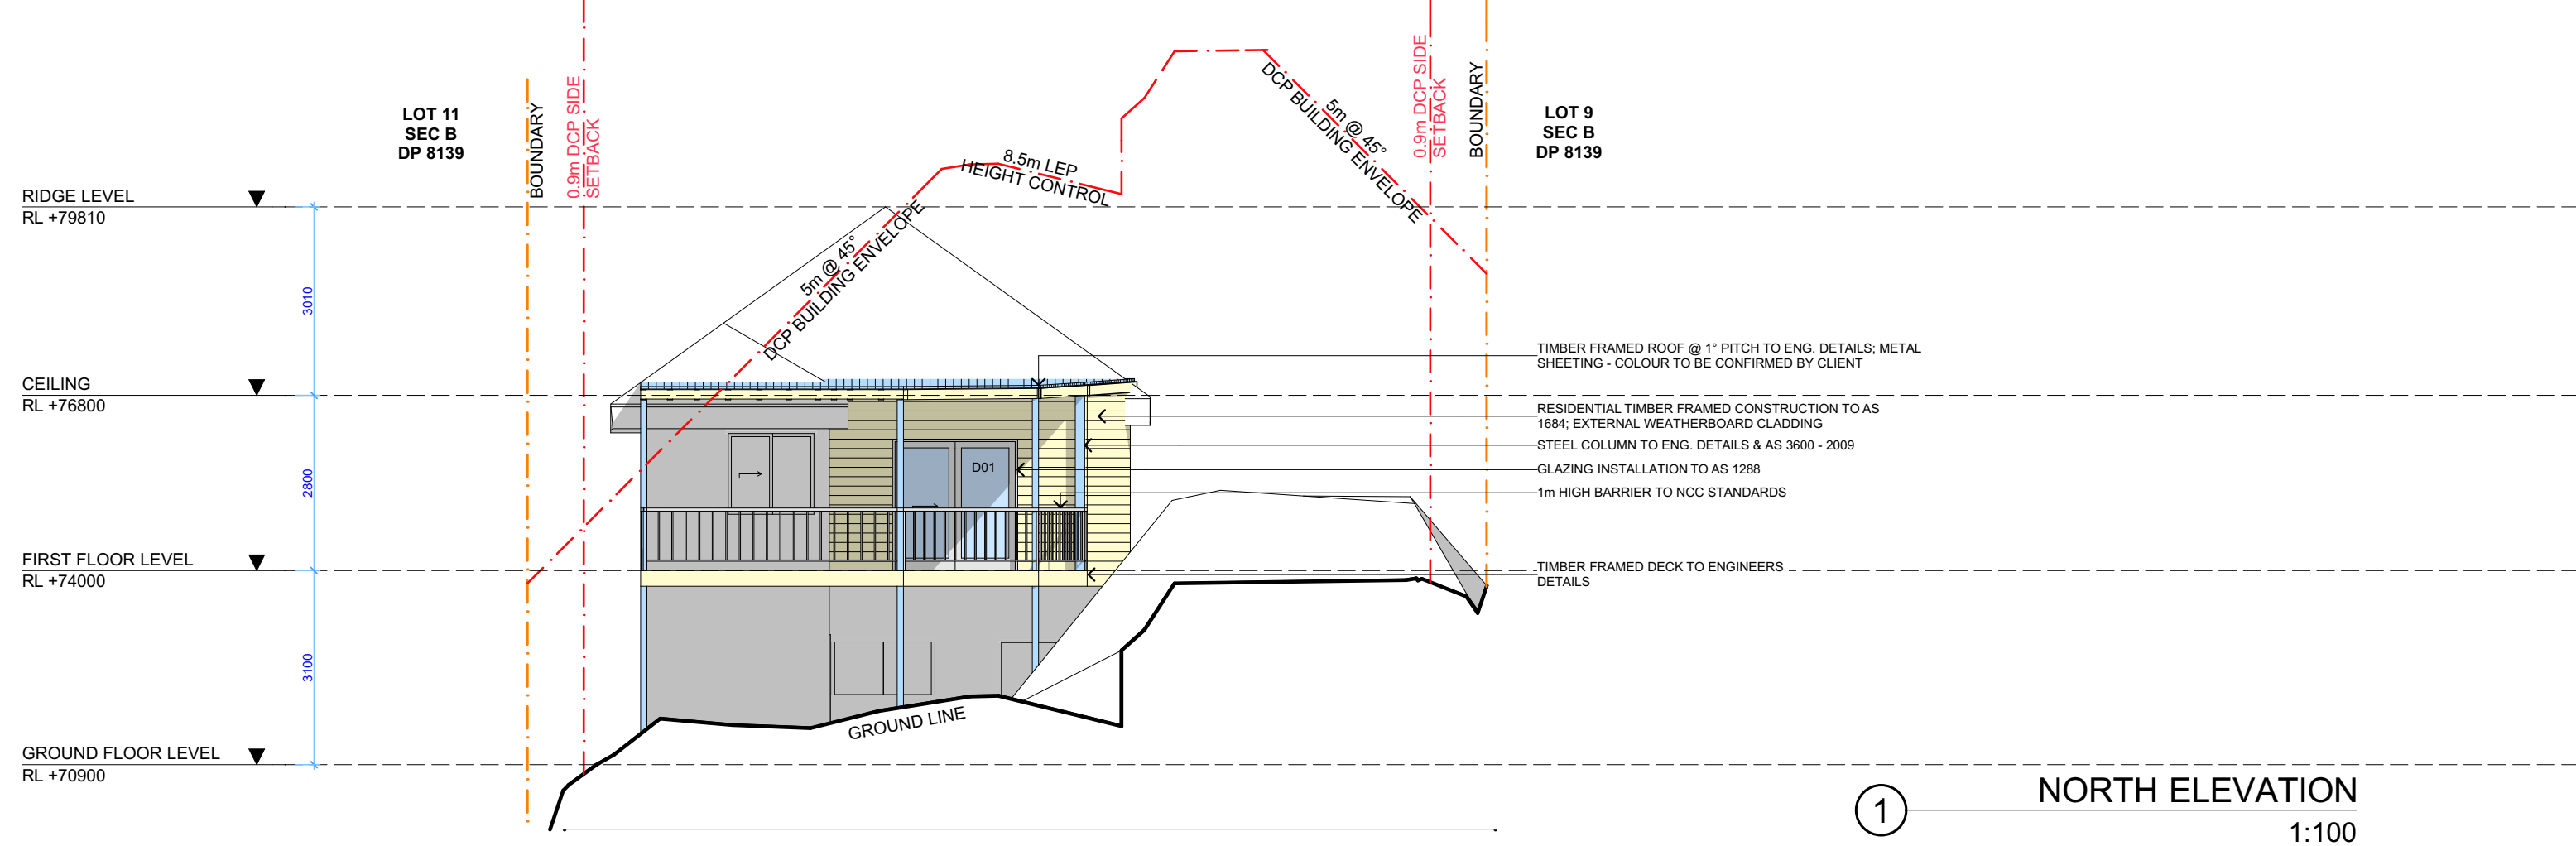 LOT 11
SEC B
DP 8139
BOUNDARY
0.9m DCP SIDE
SETBACK
8.5m LEP
HEIGHT CONTROL
5m @ 45°
DCP BUILDING ENVELOPE
5m @ 45°
DCP BUILDING ENVELOPE
0.9m DCP SIDE
SETBACK
BOUNDARY
LOT 9
SEC B
DP 8139
RIDGE LEVEL
RL +79810
3010
CEILING
RL +76800
2800
FIRST FLOOR LEVEL
RL +74000
3100
GROUND FLOOR LEVEL
RL +70900
D01
GROUND LINE
TIMBER FRAMED ROOF @ 1° PITCH TO ENG. DETAILS; METAL
SHEETING - COLOUR TO BE CONFIRMED BY CLIENT
RESIDENTIAL TIMBER FRAMED CONSTRUCTION TO AS
1684; EXTERNAL WEATHERBOARD CLADDING
STEEL COLUMN TO ENG. DETAILS & AS 3600 - 2009
GLAZING INSTALLATION TO AS 1288
1m HIGH BARRIER TO NCC STANDARDS
TIMBER FRAMED DECK TO ENGINEERS
DETAILS
1
NORTH ELEVATION
1:100